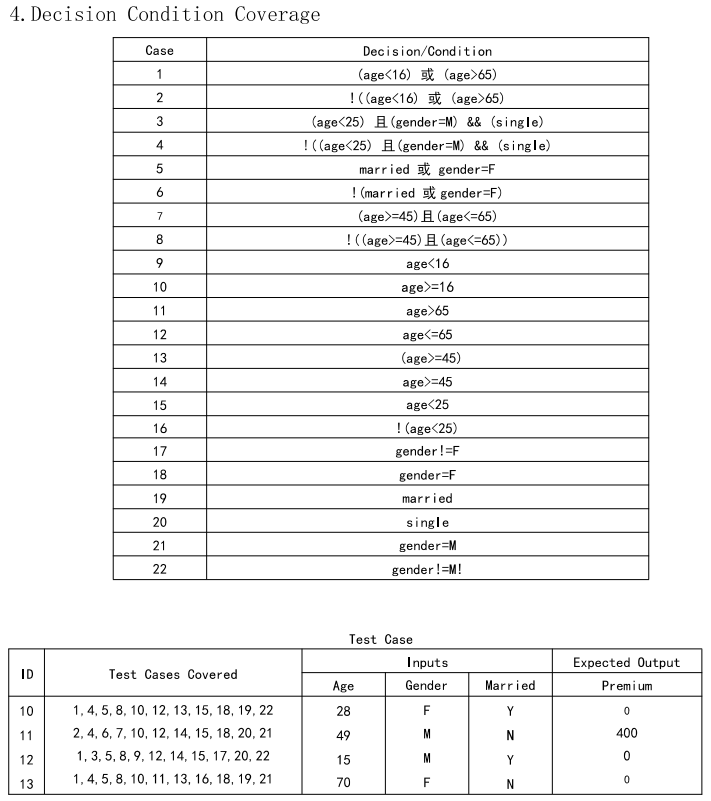 4.Decision Condition Coverage
Case Decision/Condition
1 (age<16) 或 (age>65)
2 !((age<16) 或 (age>65)
3 (age<25) 且(gender=M) && (single)
4 !((age<25) 且(gender=M) && (single)
5 married 或 gender=F
6 !(married 或 gender=F)
7 (age>=45)且(age<=65)
8 !((age>=45)且(age<=65))
9 age<16
10 age>=16
11 age>65
12 age<=65
13 (age>=45)
14 age>=45
15 age<25
16 !(age<25)
17 gender!=F
18 gender=F
19 married
20 single
21 gender=M
22 gender!=M!
Test Case
ID Test Cases Covered Inputs Expected Output
Age Gender Married Premium
10 1, 4, 5, 8, 10, 12, 13, 15, 18, 19, 22 28 F Y 0
11 2, 4, 6, 7, 10, 12, 14, 15, 18, 20, 21 49 M N 400
12 1, 3, 5, 8, 9, 12, 14, 15, 17, 20, 22 15 M Y 0
13 1, 4, 5, 8, 10, 11, 13, 16, 18, 19, 21 70 F N 0